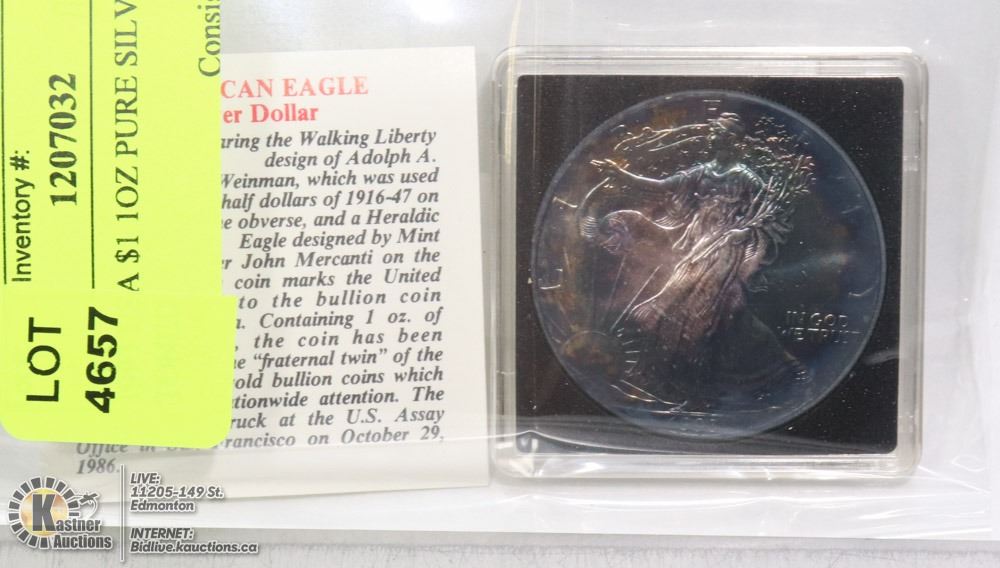 Inventory #:
1207032
A $1 1OZ PURE SILV
Consi
LOT
4657
CAN EAGLE
er Dollar
aring the Walking Liberty
design of Adolph A.
Weinman, which was used
half dollars of 1916-47 on
e obverse, and a Heraldic
Eagle designed by Mint
er John Mercanti on the
coin marks the United
to the bullion coin
n. Containing 1 oz. of
, the coin has been
e "fraternal twin" of the
old bullion coins which
ationwide attention. The
ruck at the U.S. Assay
Office in San Francisco on October 29,
1986.
IN GOD
WE TRUST
Kastner
Auctions
LIVE:
11205-149 St.
Edmonton
INTERNET:
Bidlive.kauctions.ca